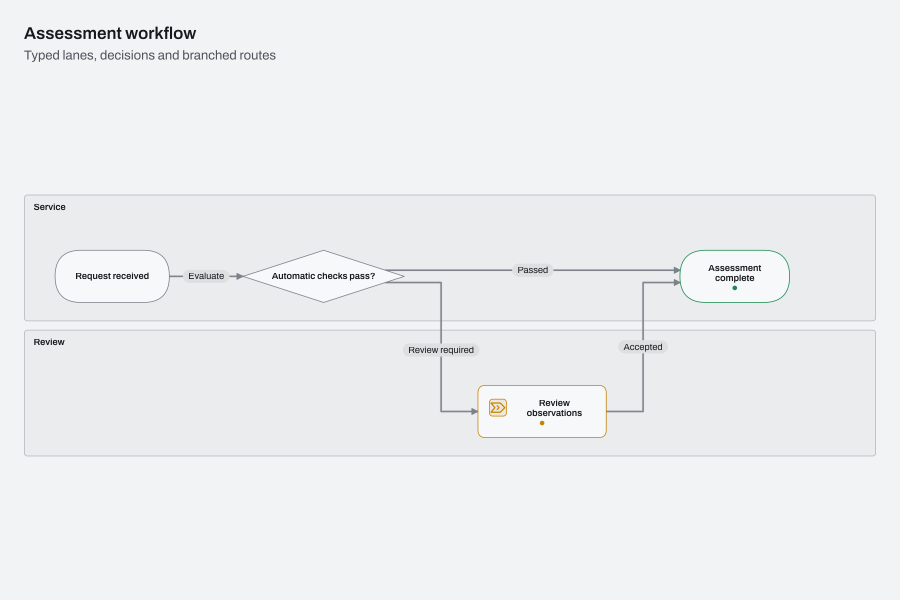 Assessment workflow
Typed lanes, decisions and branched routes
Service
Request received
Evaluate
Automatic checks pass?
Passed
Assessment
complete
Review
Review required
Accepted
Review
observations